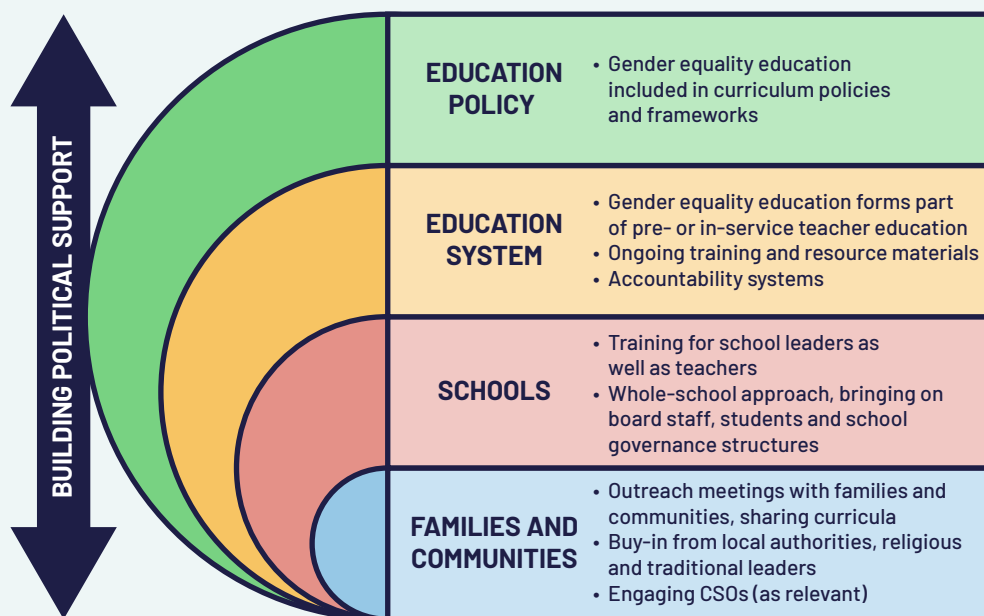 BUILDING POLITICAL SUPPORT
EDUCATION
POLICY
• Gender equality education
included in curriculum policies
and frameworks
EDUCATION
SYSTEM
• Gender equality education forms part
of pre- or in-service teacher education
• Ongoing training and resource materials
• Accountability systems
SCHOOLS
• Training for school leaders as
well as teachers
• Whole-school approach, bringing on
board staff, students and school
governance structures
FAMILIES AND
COMMUNITIES
• Outreach meetings with families and
communities, sharing curricula
• Buy-in from local authorities, religious
and traditional leaders
• Engaging CSOs (as relevant)